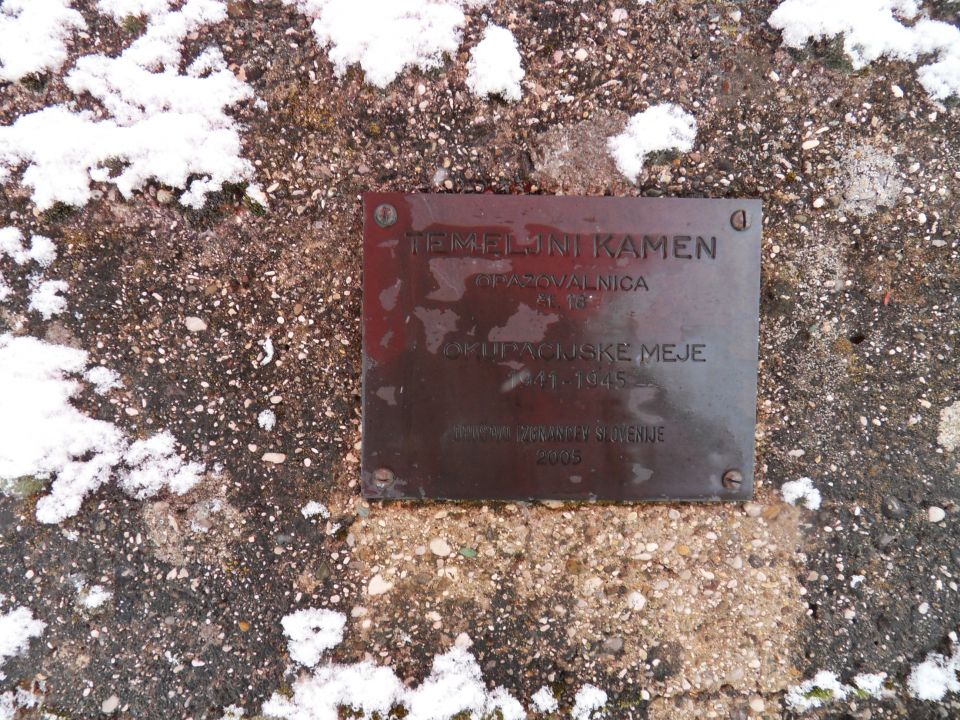 TEMELJNI KAMEN
OPAZOVALNICA
ŠT. 18
OKUPACIJSKE MEJE
1941-1945
DRUŠTVO IZGNANCEV SLOVENIJE
2005